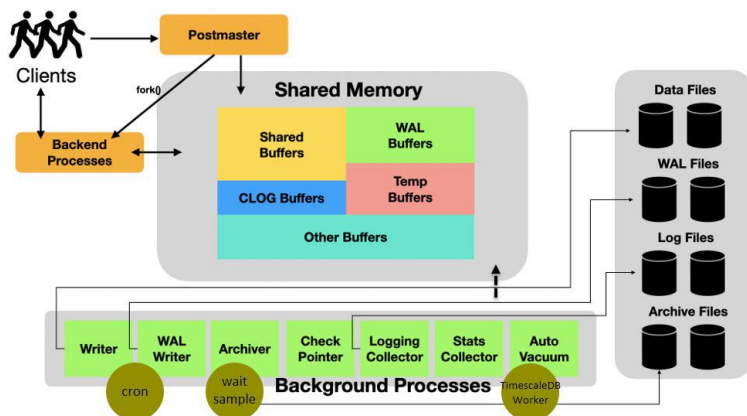 Clients
Postmaster
fork()
Backend
Processes
Shared Memory
Shared
Buffers
WAL
Buffers
CLOG Buffers
Temp
Buffers
Other Buffers
Data Files
WAL Files
Log Files
Archive Files
Writer
WAL
Writer
Archiver
Check
Pointer
Logging
Collector
Stats
Collector
Auto
Vacuum
cron
wait
sample
TimescaleDB
Worker
Background Processes